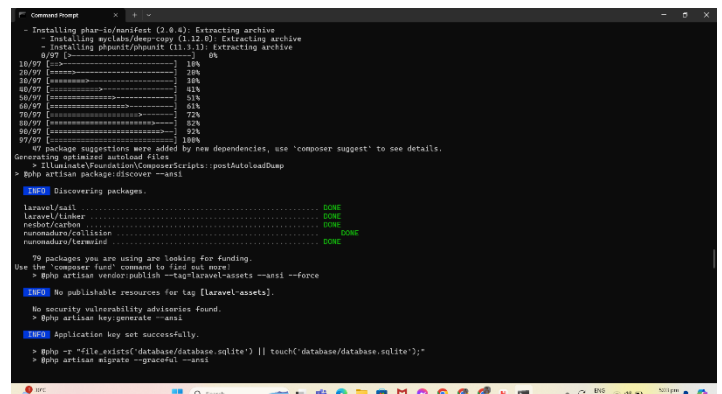 Command Prompt
- Installing phar-io/manifest (2.0.4): Extracting archive
- Installing myclabs/deep-copy (1.12.0): Extracting archive
- Installing phpunit/phpunit (11.3.1): Extracting archive
0/97 [>---------------------------] 0%
10/97 [==>-------------------------] 10%
20/97 [=====>----------------------] 20%
30/97 [========>-------------------] 30%
40/97 [===========>----------------] 41%
50/97 [==============>-------------] 51%
60/97 [=================>----------] 61%
70/97 [====================>-------] 72%
80/97 [=======================>----] 82%
90/97 [=========================>--] 92%
97/97 [============================] 100%
47 package suggestions were added by new dependencies, use `composer suggest` to see details.
Generating optimized autoload files
> Illuminate\Foundation\ComposerScripts::postAutoloadDump
> @php artisan package:discover --ansi
INFO Discovering packages.
laravel/sail ........................................................ DONE
laravel/tinker ...................................................... DONE
nesbot/carbon ....................................................... DONE
nunomaduro/collision ................................................ DONE
nunomaduro/termwind ................................................. DONE
79 packages you are using are looking for funding.
Use the `composer fund` command to find out more!
> @php artisan vendor:publish --tag=laravel-assets --ansi --force
INFO No publishable resources for tag [laravel-assets].
No security vulnerability advisories found.
> @php artisan key:generate --ansi
INFO Application key set successfully.
> @php -r "file_exists('database/database.sqlite') || touch('database/database.sqlite');"
> @php artisan migrate --graceful --ansi
ENG